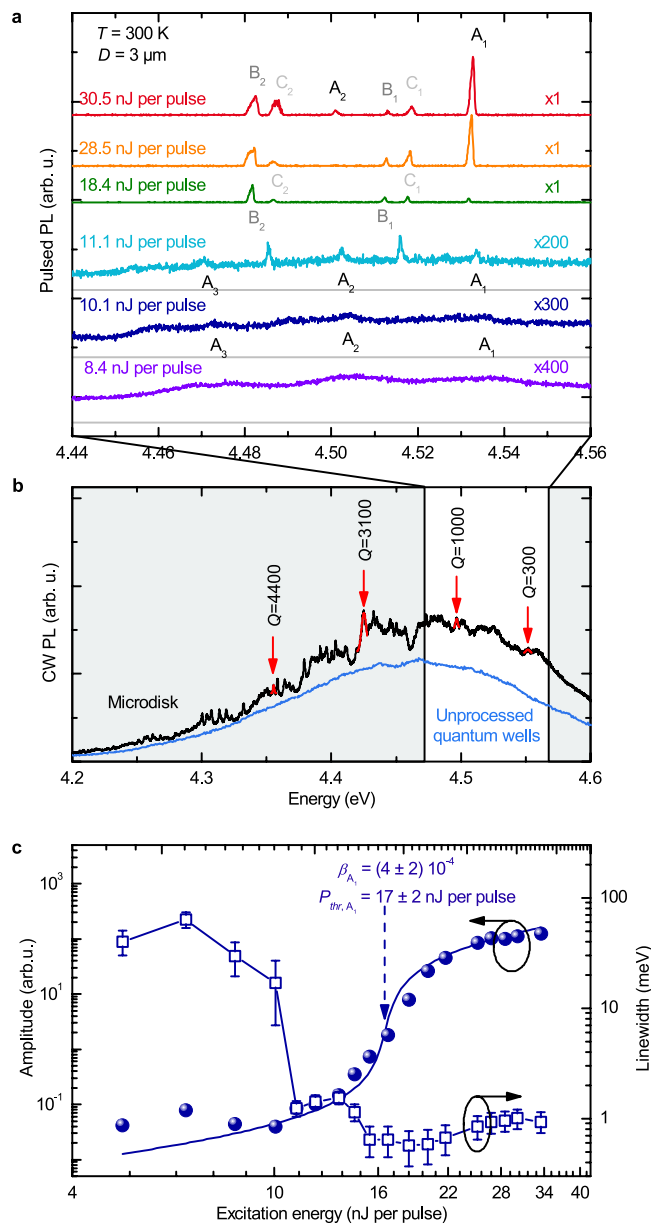 a
T = 300 K
D = 3 µm
A₁
B₂
C₂
A₂
B₁
C₁
30.5 nJ per pulse
x1
28.5 nJ per pulse
x1
C₂
C₁
18.4 nJ per pulse
x1
B₂
B₁
11.1 nJ per pulse
x200
A₃
A₂
A₁
10.1 nJ per pulse
x300
A₃
A₂
A₁
8.4 nJ per pulse
x400
Pulsed PL (arb. u.)
4.44 4.46 4.48 4.50 4.52 4.54 4.56
b
Q=4400
Q=3100
Q=1000
Q=300
CW PL (arb. u.)
Microdisk
Unprocessed
quantum wells
4.2 4.3 4.4 4.5 4.6
Energy (eV)
c
β_A₁ = (4 ± 2) 10⁻⁴
P_thr, A₁ = 17 ± 2 nJ per pulse
Amplitude (arb.u.)
10³
10¹
10⁻¹
Linewidth (meV)
100
10
1
4 10 16 22 28 34 40
Excitation energy (nJ per pulse)